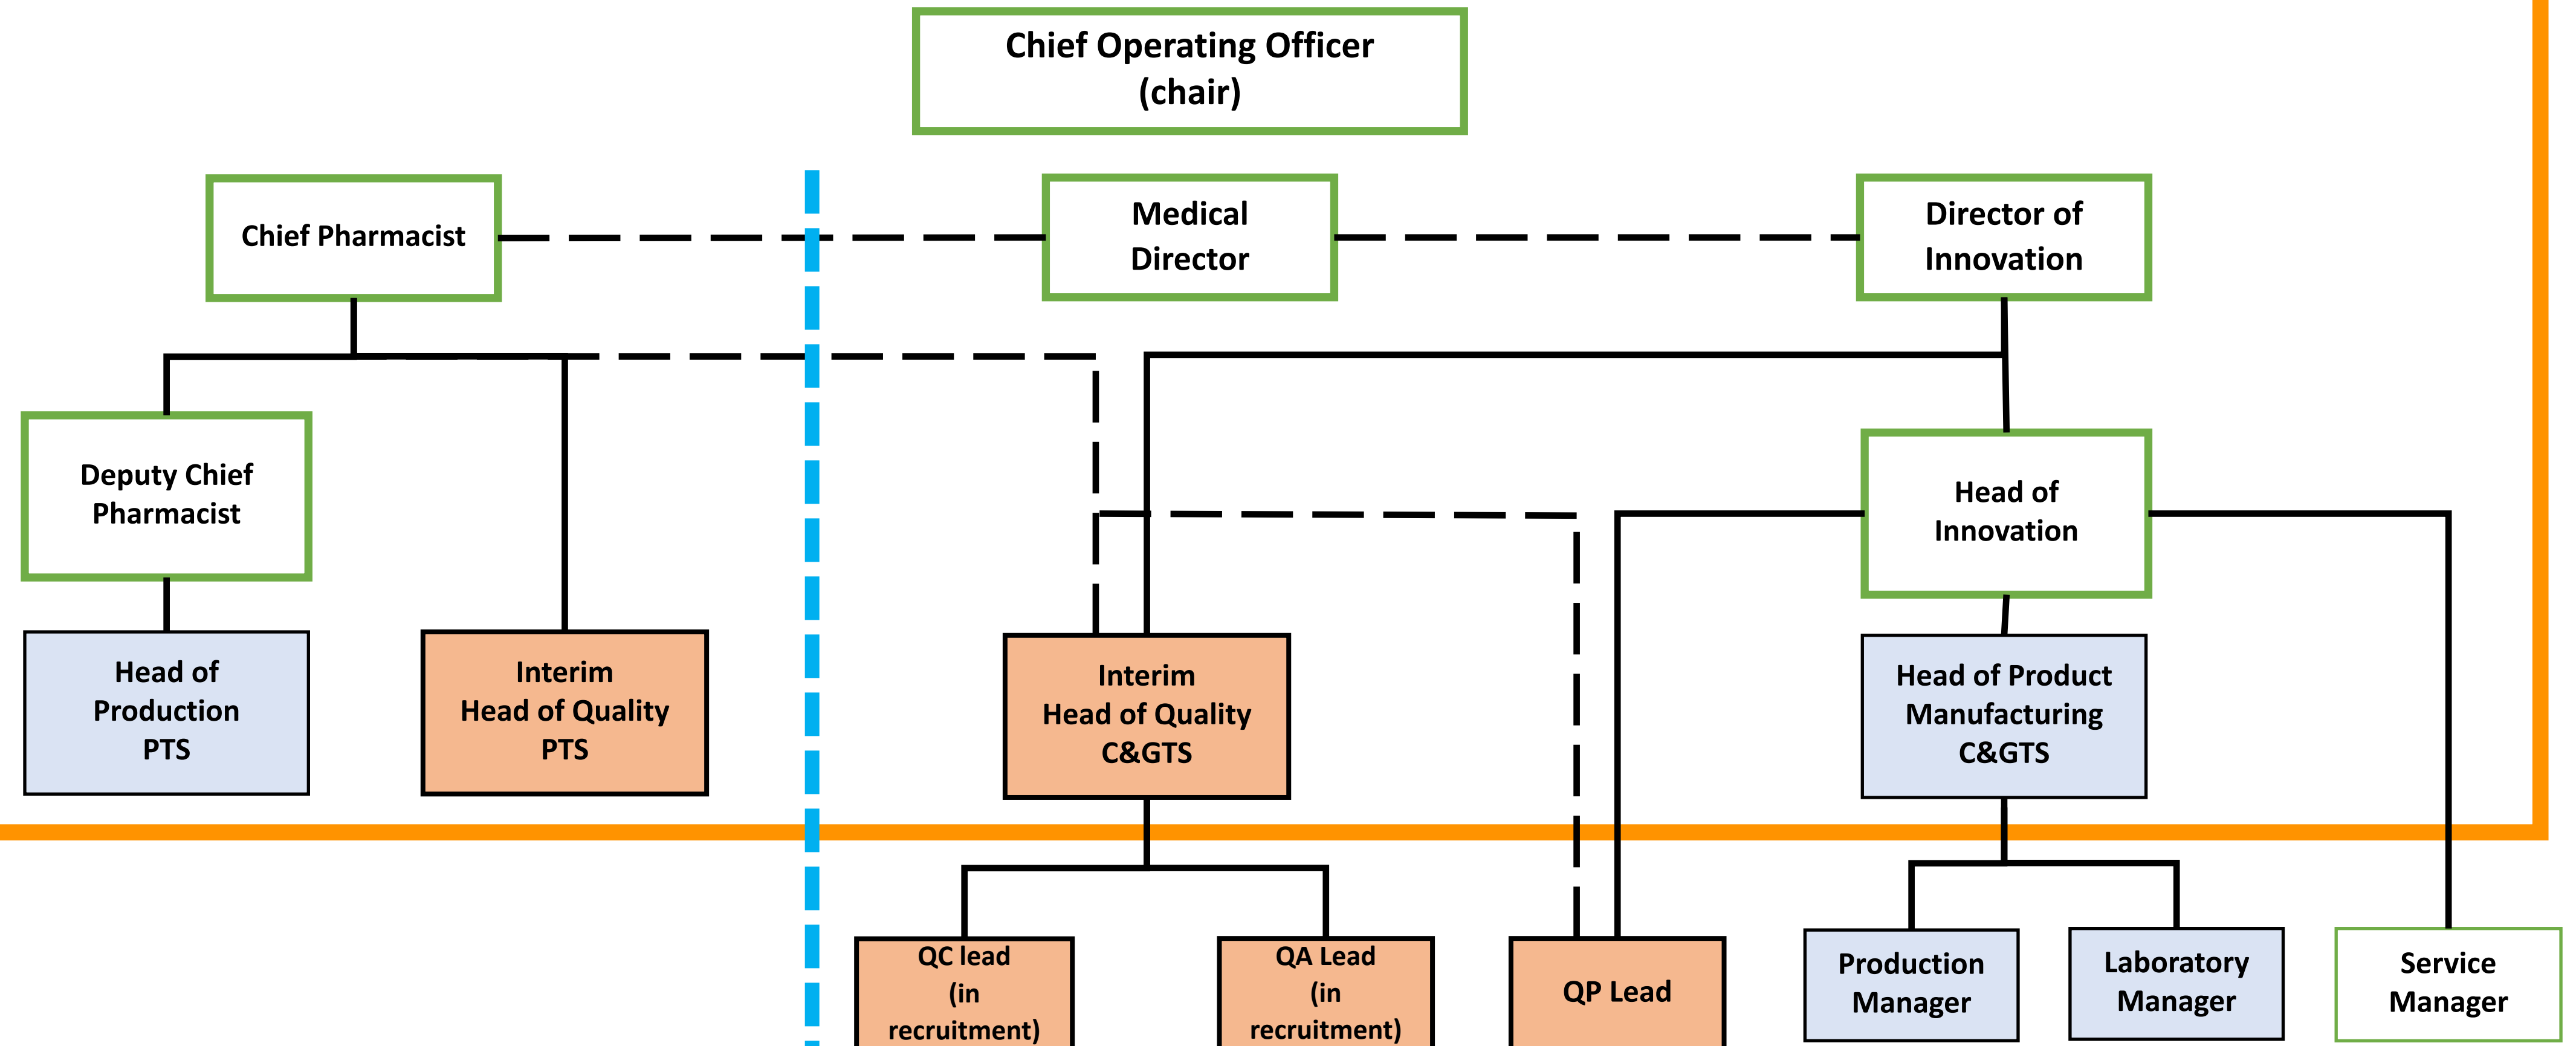 Chief Operating Officer
(chair)
Chief Pharmacist
Medical
Director
Director of
Innovation
Deputy Chief
Pharmacist
Head of
Innovation
Head of
Production
PTS
Interim
Head of Quality
PTS
Interim
Head of Quality
C&GTS
Head of Product
Manufacturing
C&GTS
QC lead
(in
recruitment)
QA Lead
(in
recruitment)
QP Lead
Production
Manager
Laboratory
Manager
Service
Manager